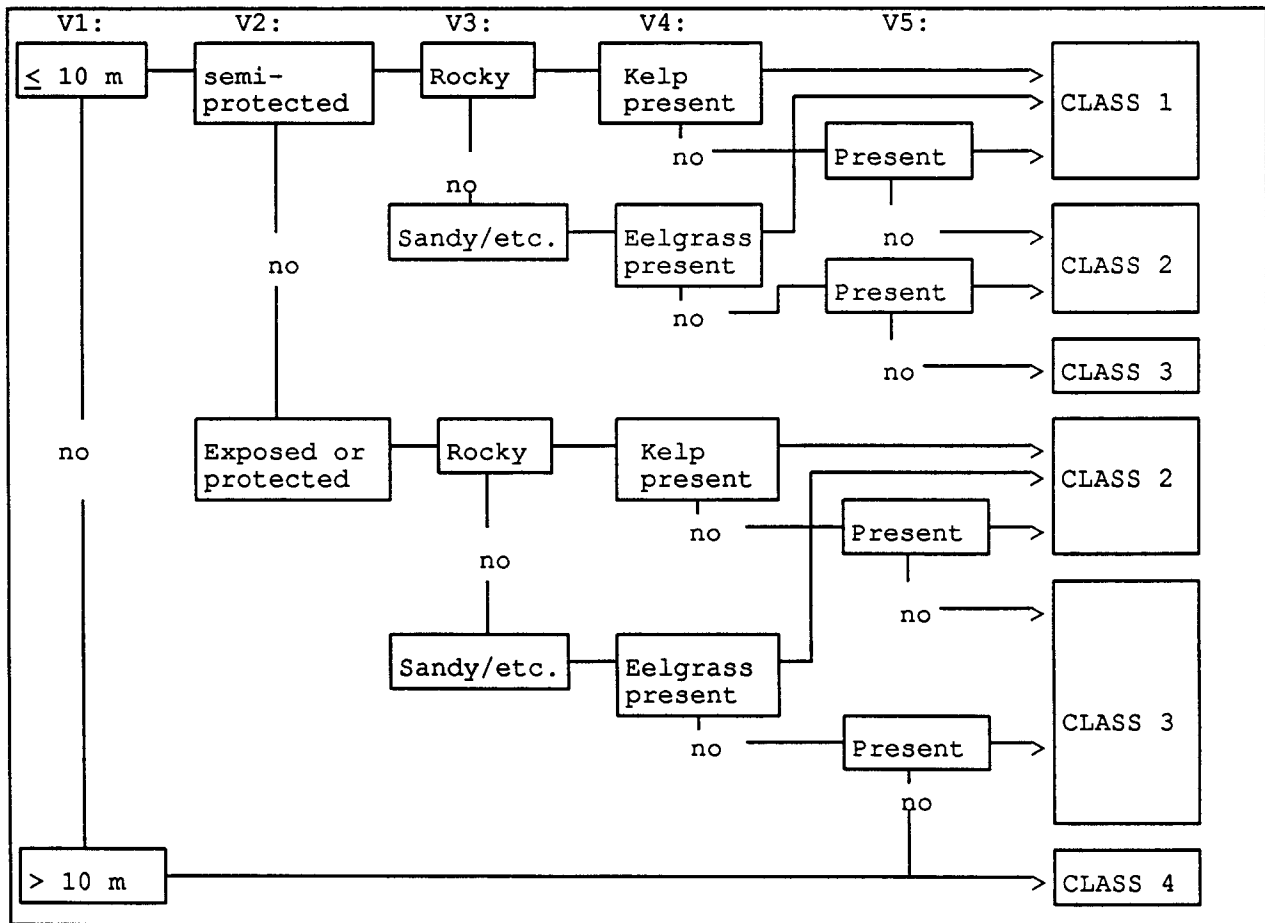 V1: V2: V3: V4: V5:
≤ 10 m
semi-
protected
Rocky
Kelp
present
CLASS 1
no
Present
no
Sandy/etc.
Eelgrass
present
no
CLASS 2
no
no
Present
no
CLASS 3
no
Exposed or
protected
Rocky
Kelp
present
CLASS 2
no
Present
no
no
Sandy/etc.
Eelgrass
present
CLASS 3
no
Present
no
> 10 m
CLASS 4